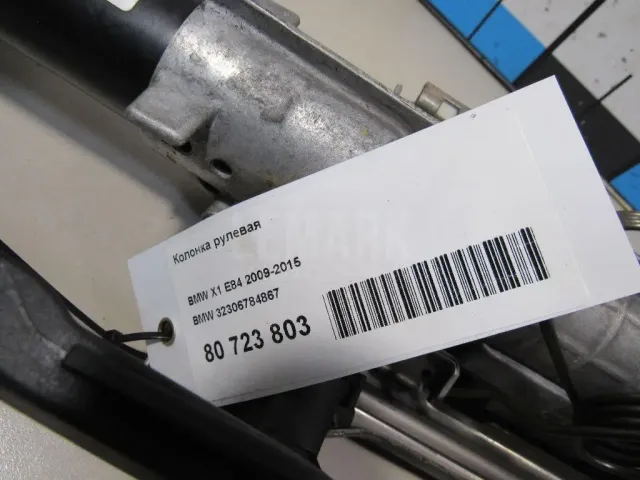 Колонка рулевая
BMW X1 E84 2009-2015
BMW 32306784867
80 723 803